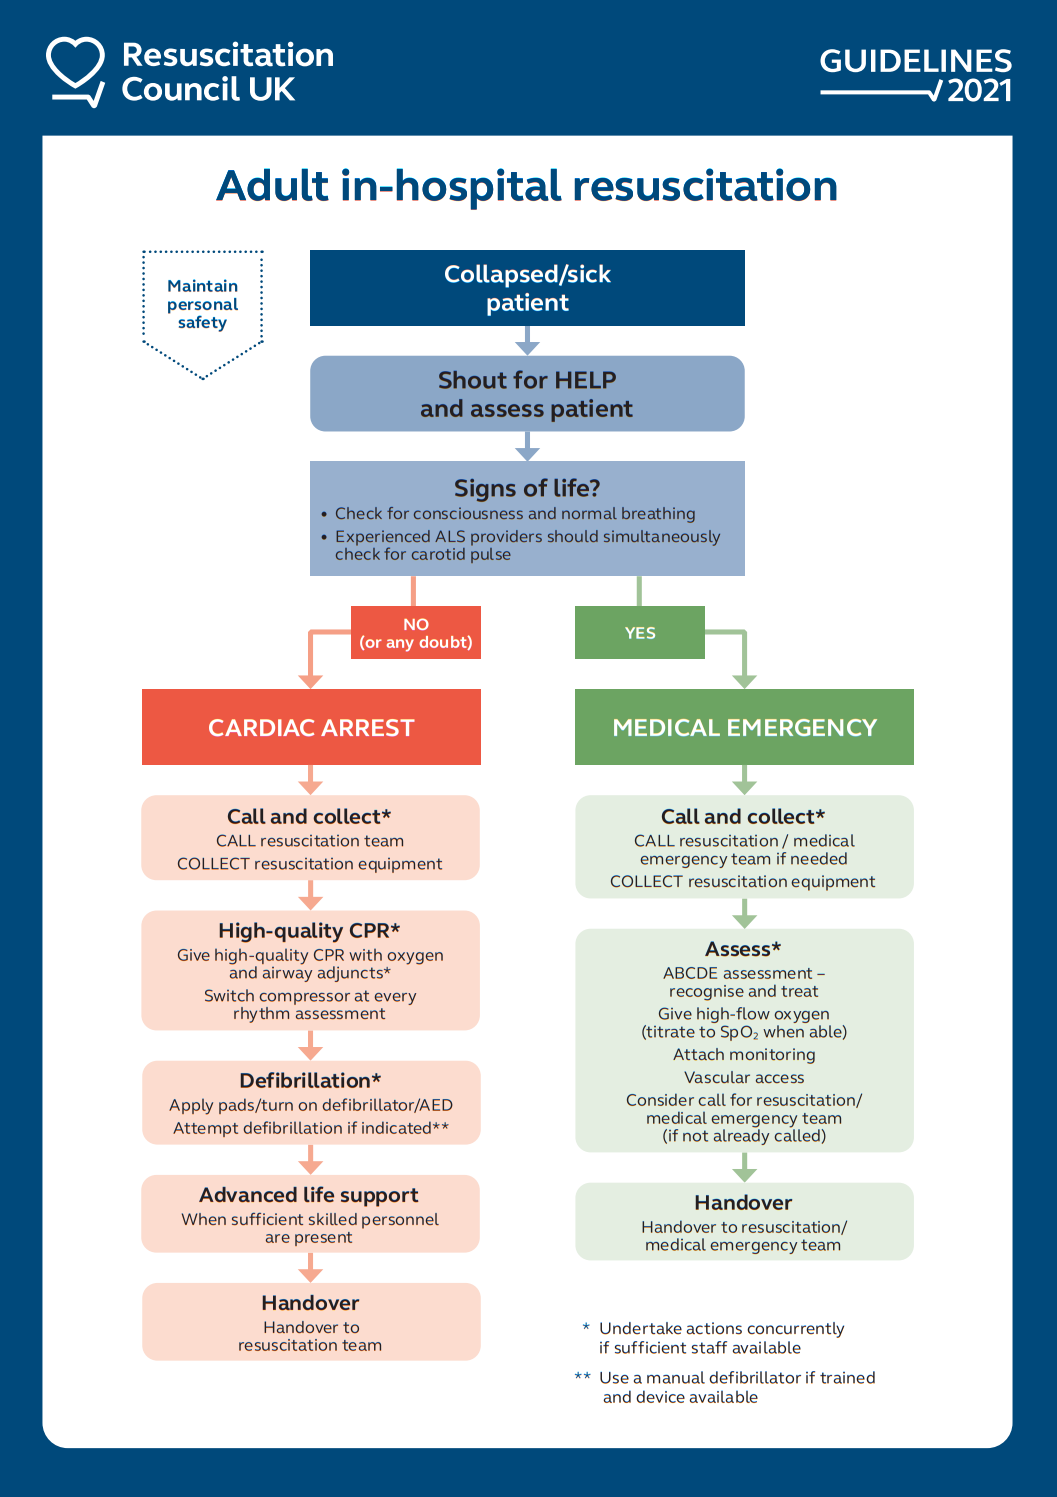 Resuscitation
Council UK
GUIDELINES
2021
Adult in-hospital resuscitation
Maintain
personal
safety
Collapsed/sick
patient
Shout for HELP
and assess patient
Signs of life?
• Check for consciousness and normal breathing
• Experienced ALS providers should simultaneously
check for carotid pulse
NO
(or any doubt)
YES
CARDIAC ARREST
Call and collect*
CALL resuscitation team
COLLECT resuscitation equipment
High-quality CPR*
Give high-quality CPR with oxygen
and airway adjuncts*
Switch compressor at every
rhythm assessment
Defibrillation*
Apply pads/turn on defibrillator/AED
Attempt defibrillation if indicated**
Advanced life support
When sufficient skilled personnel
are present
Handover
Handover to
resuscitation team
MEDICAL EMERGENCY
Call and collect*
CALL resuscitation / medical
emergency team if needed
COLLECT resuscitation equipment
Assess*
ABCDE assessment –
recognise and treat
Give high-flow oxygen
(titrate to SpO₂ when able)
Attach monitoring
Vascular access
Consider call for resuscitation/
medical emergency team
(if not already called)
Handover
Handover to resuscitation/
medical emergency team
* Undertake actions concurrently
if sufficient staff available
** Use a manual defibrillator if trained
and device available